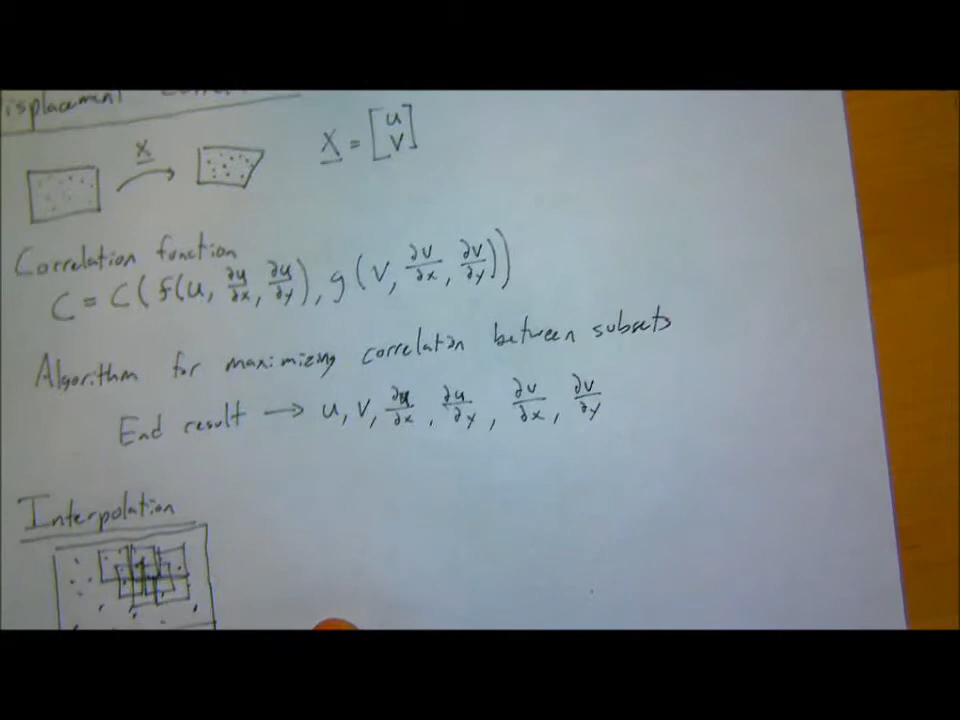 isplacement
X
X = [u v]
Correlation function
C = C(f(u, ∂u/∂x, ∂u/∂y), g(v, ∂v/∂x, ∂v/∂y))
Algorithm for maximizing correlation between subsets
End result → u, v, ∂u/∂x, ∂u/∂y, ∂v/∂x, ∂v/∂y
Interpolation